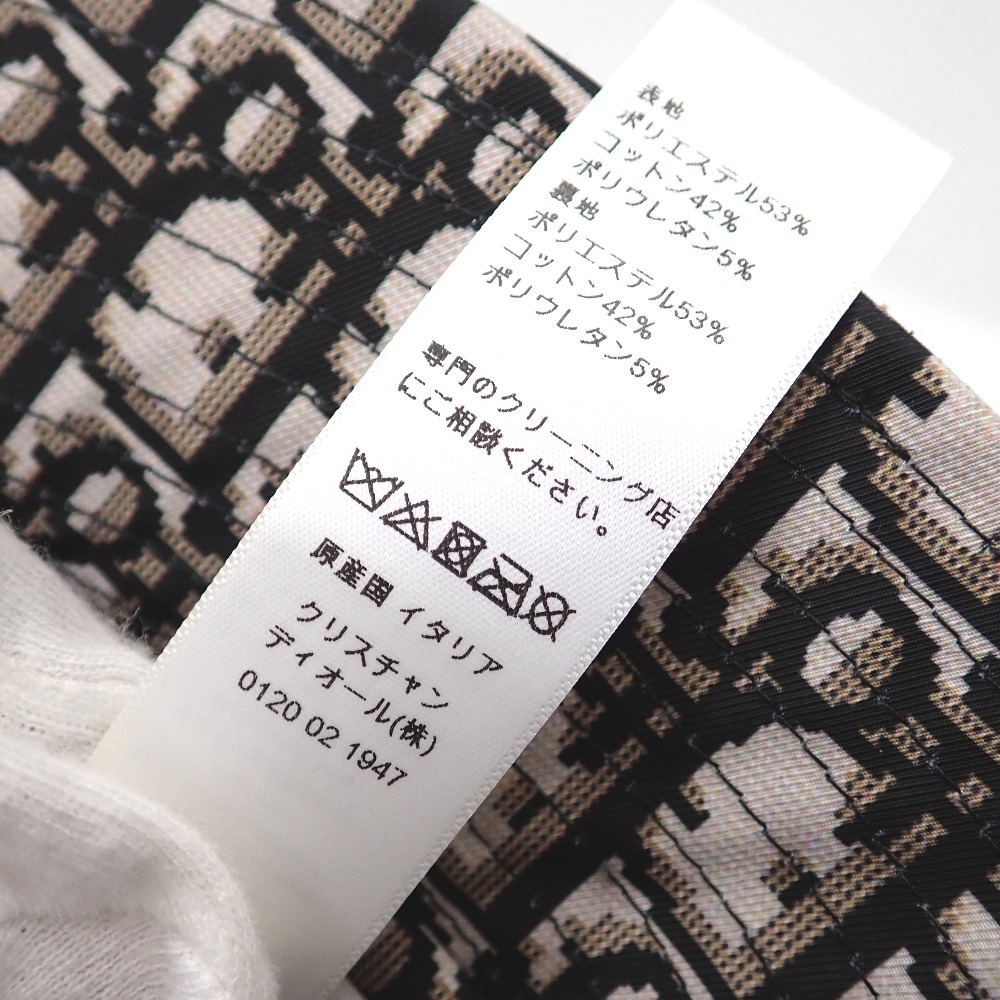 表地
ポリエステル53%
コットン42%
ポリウレタン5%
裏地
ポリエステル53%
コットン42%
ポリウレタン5%
専門のクリーニング店
にご相談ください。
原産国 イタリア
クリスチャン
ディオール(株)
0120 02 1947